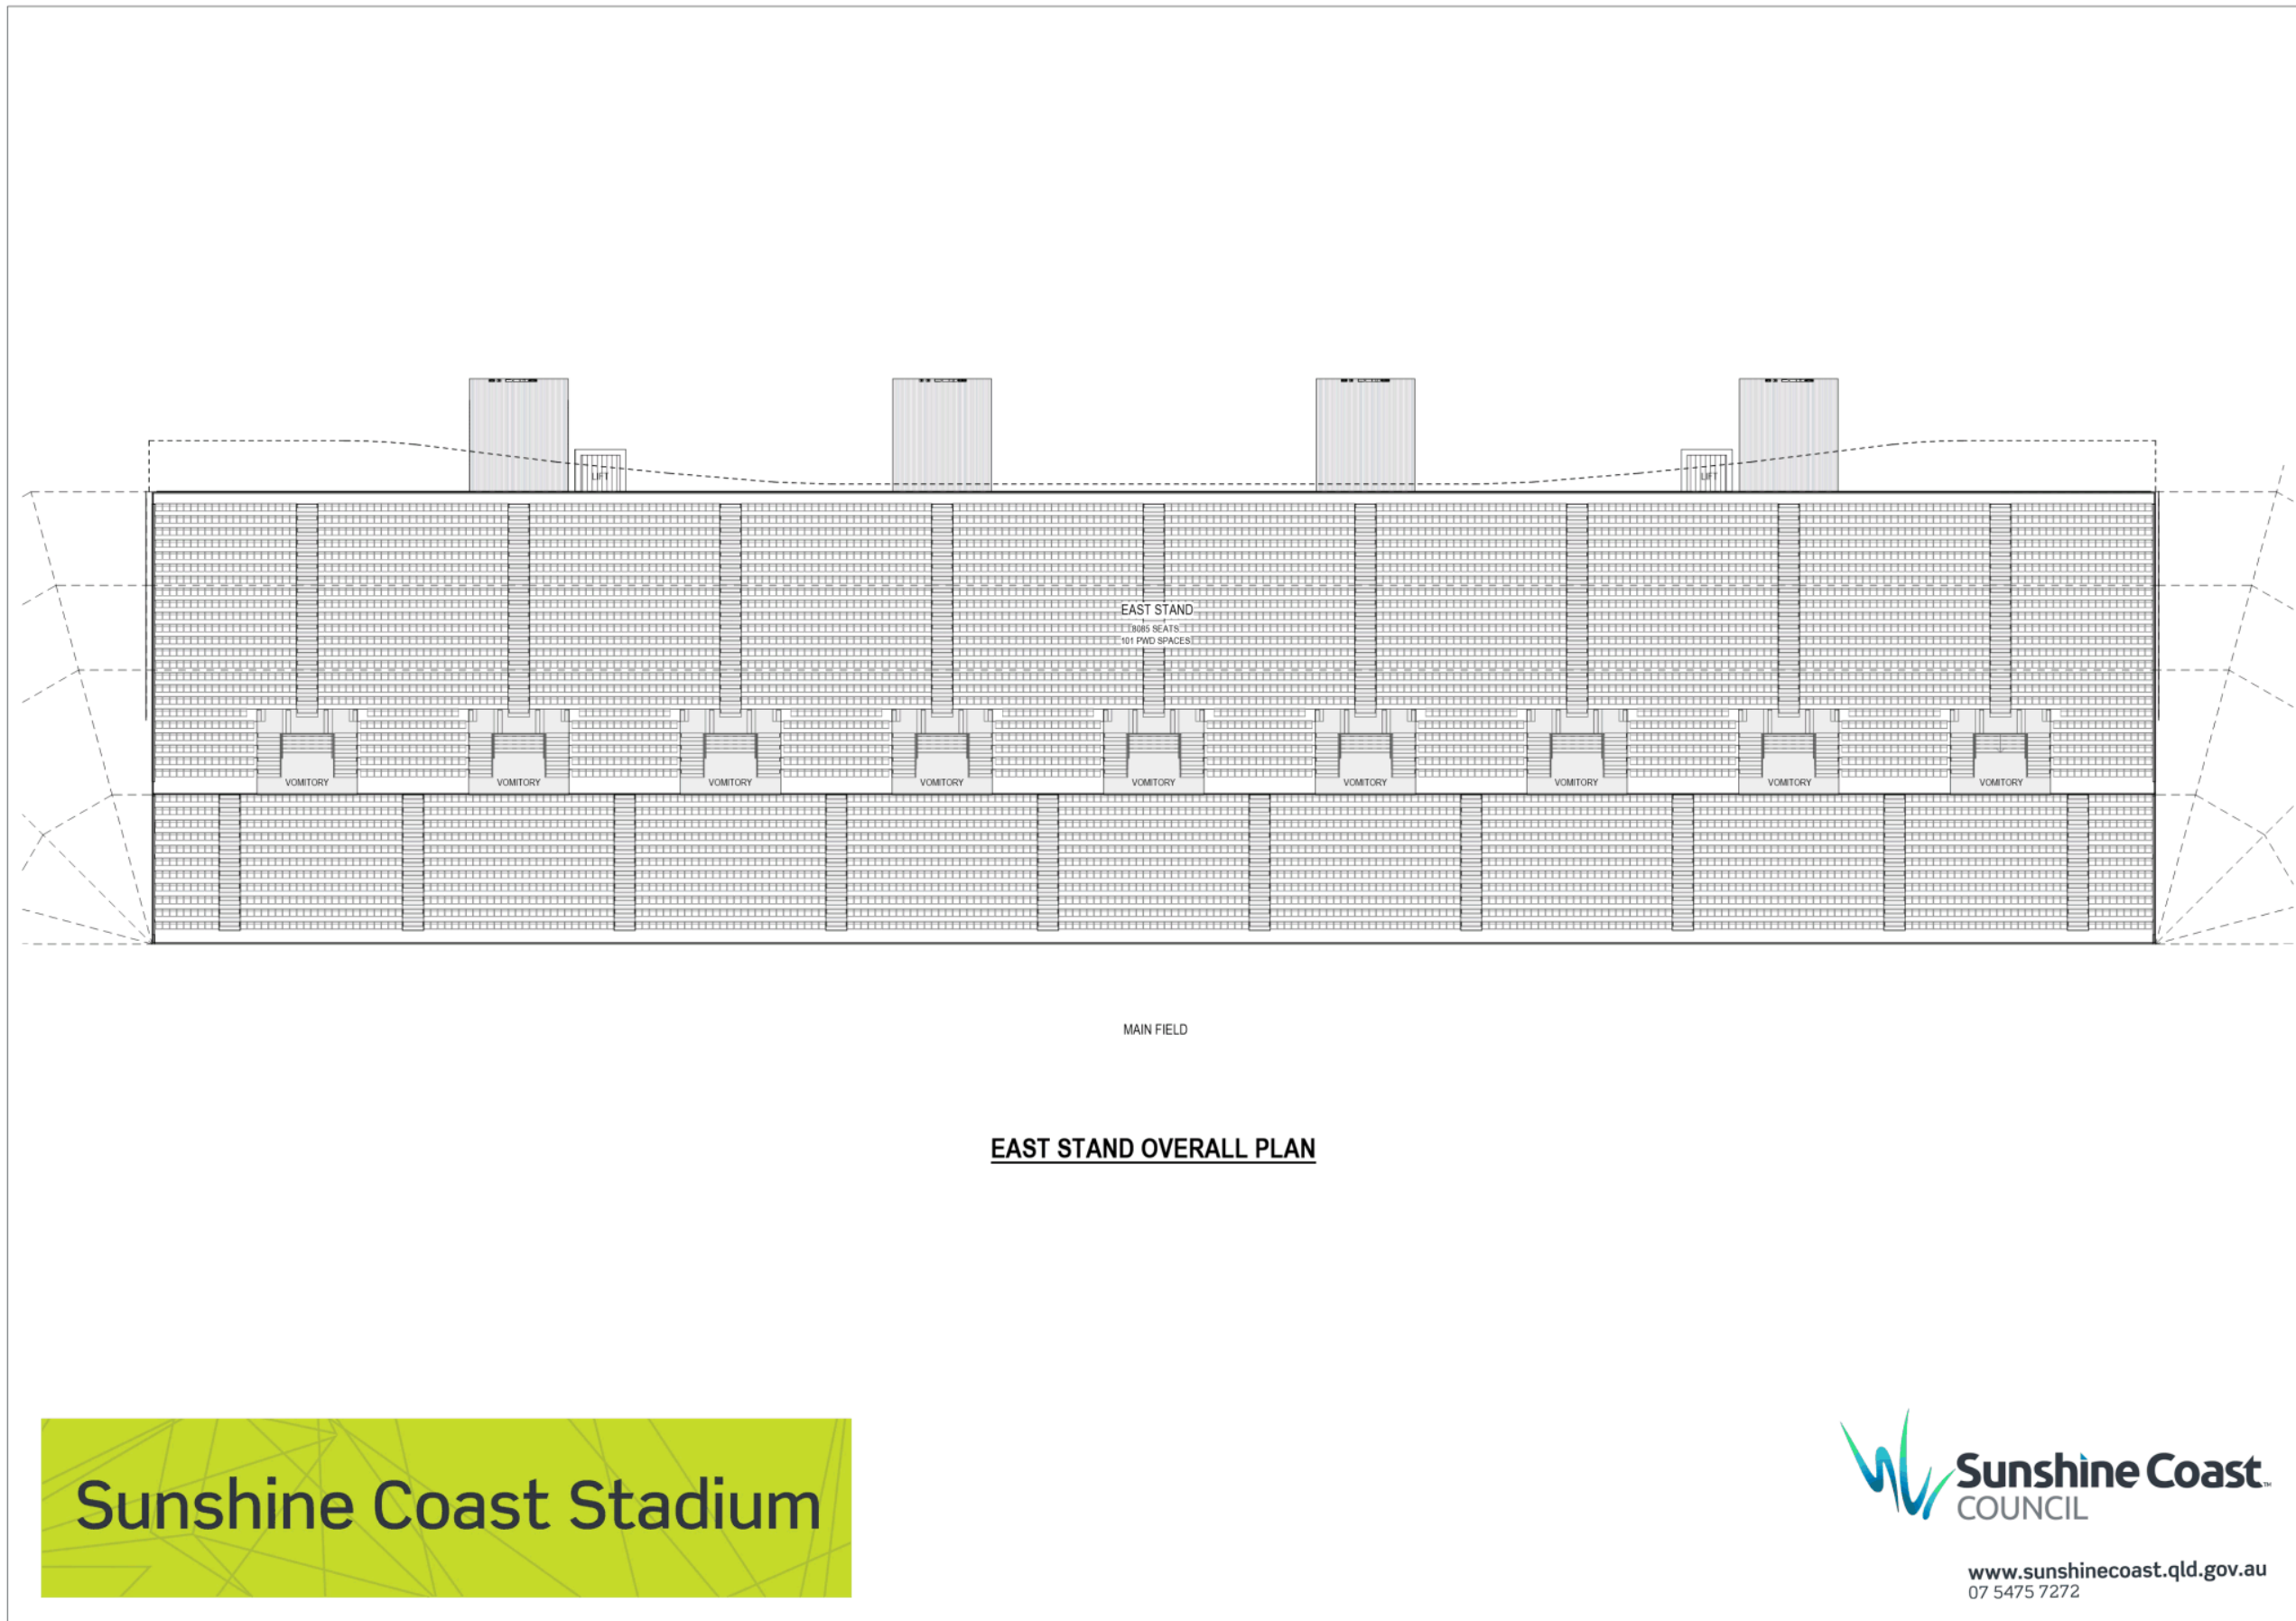 LIFT
LIFT
EAST STAND
8085 SEATS
101 PWD SPACES
VOMITORY
VOMITORY
VOMITORY
VOMITORY
VOMITORY
VOMITORY
VOMITORY
VOMITORY
VOMITORY
MAIN FIELD
EAST STAND OVERALL PLAN
Sunshine Coast Stadium
Sunshine Coast™
COUNCIL
www.sunshinecoast.qld.gov.au
07 5475 7272